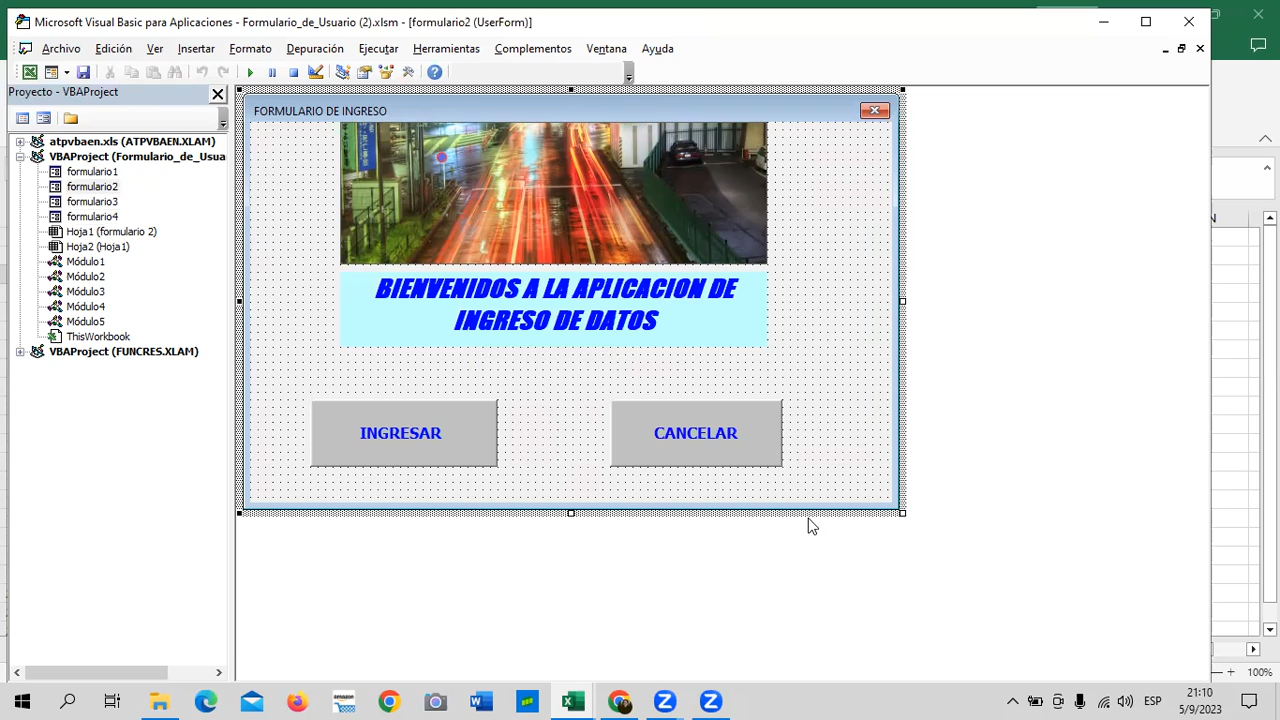 Microsoft Visual Basic para Aplicaciones - Formulario_de_Usuario (2).xlsm - [formulario2 (UserForm)]
Archivo Edición Ver Insertar Formato Depuración Ejecutar Herramientas Complementos Ventana Ayuda
Proyecto - VBAProject
atpvbaen.xls (ATPVBAEN.XLAM)
VBAProject (Formulario_de_Usua
formulario1
formulario2
formulario3
formulario4
Hoja1 (formulario 2)
Hoja2 (Hoja1)
Módulo1
Módulo2
Módulo3
Módulo4
Módulo5
ThisWorkbook
VBAProject (FUNCRES.XLAM)
FORMULARIO DE INGRESO
BIENVENIDOS A LA APLICACION DE
INGRESO DE DATOS
INGRESAR
CANCELAR
N
100%
amazon
ESP
21:10
5/9/2023